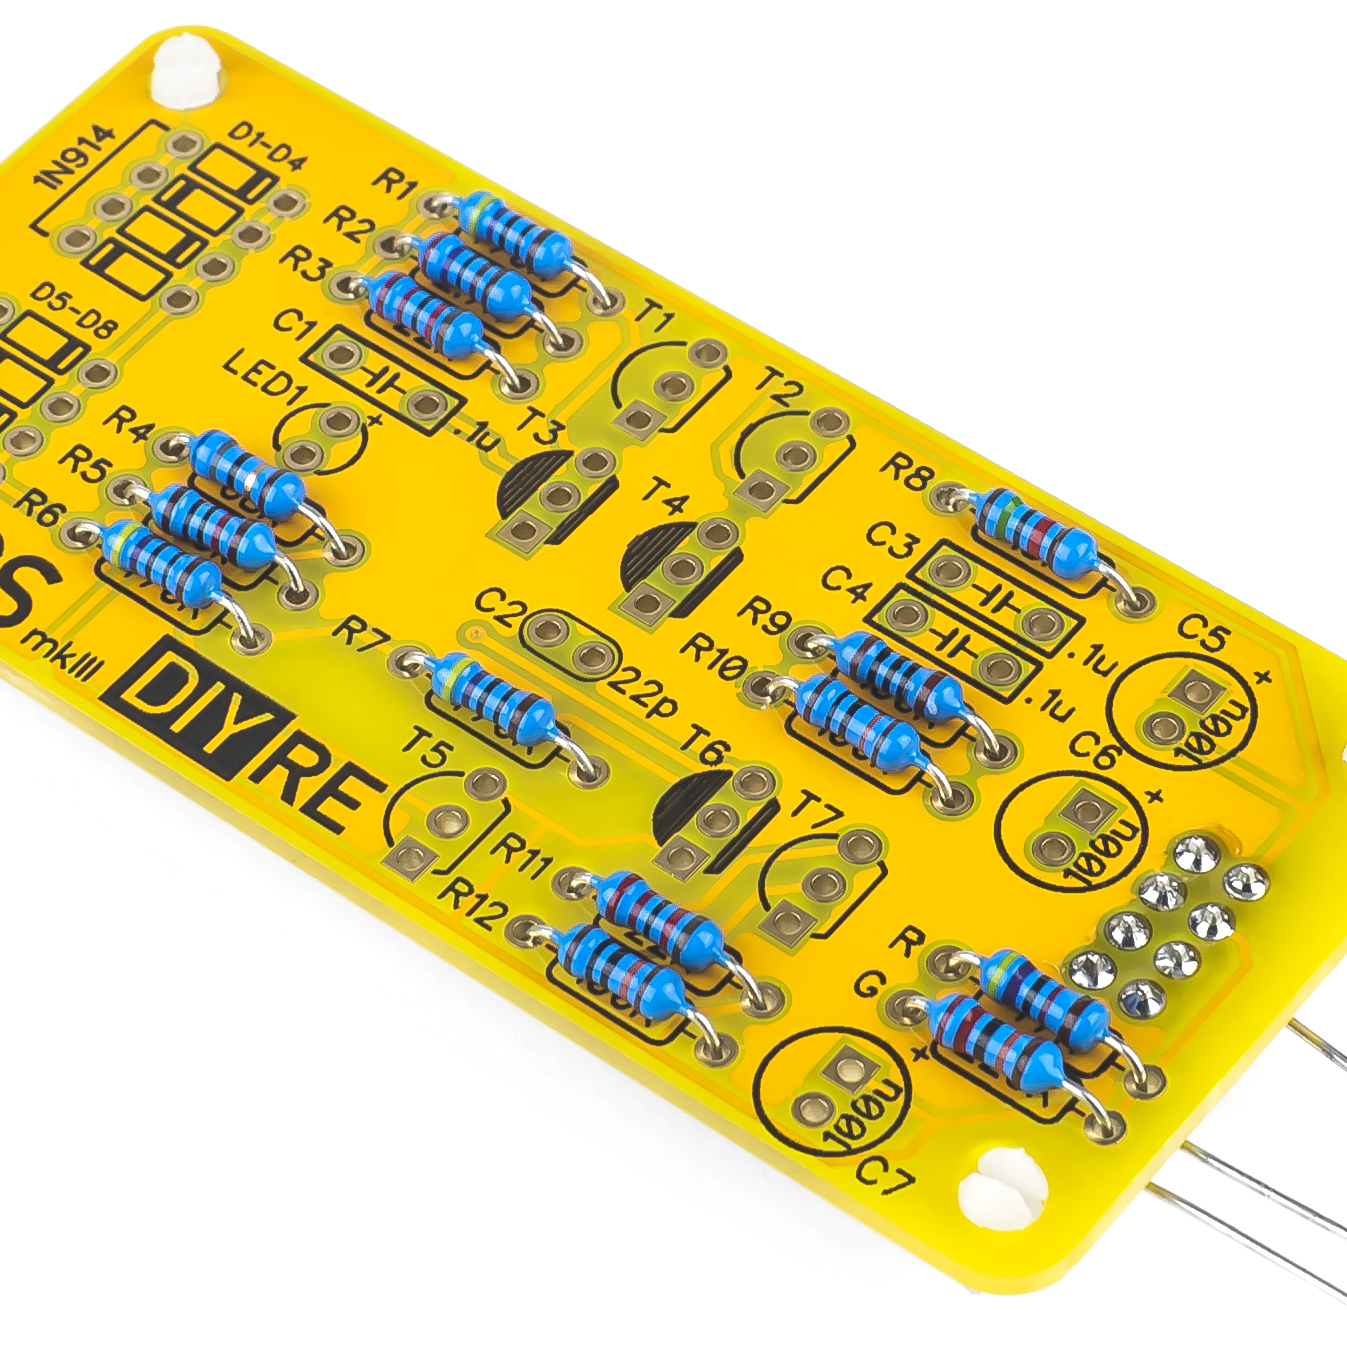 1N914
D1-D4
D5-D8
R1
R2
R3
C1
.1u
LED1
+
R4
R5
R6
T1
T2
T3
T4
R7
C2
22p
R8
C3
.1u
C4
.1u
R9
R10
C5
+
100u
C6
+
100u
mkIII
DIYRE
T5
T6
T7
R11
R12
R
G
+
100u
C7